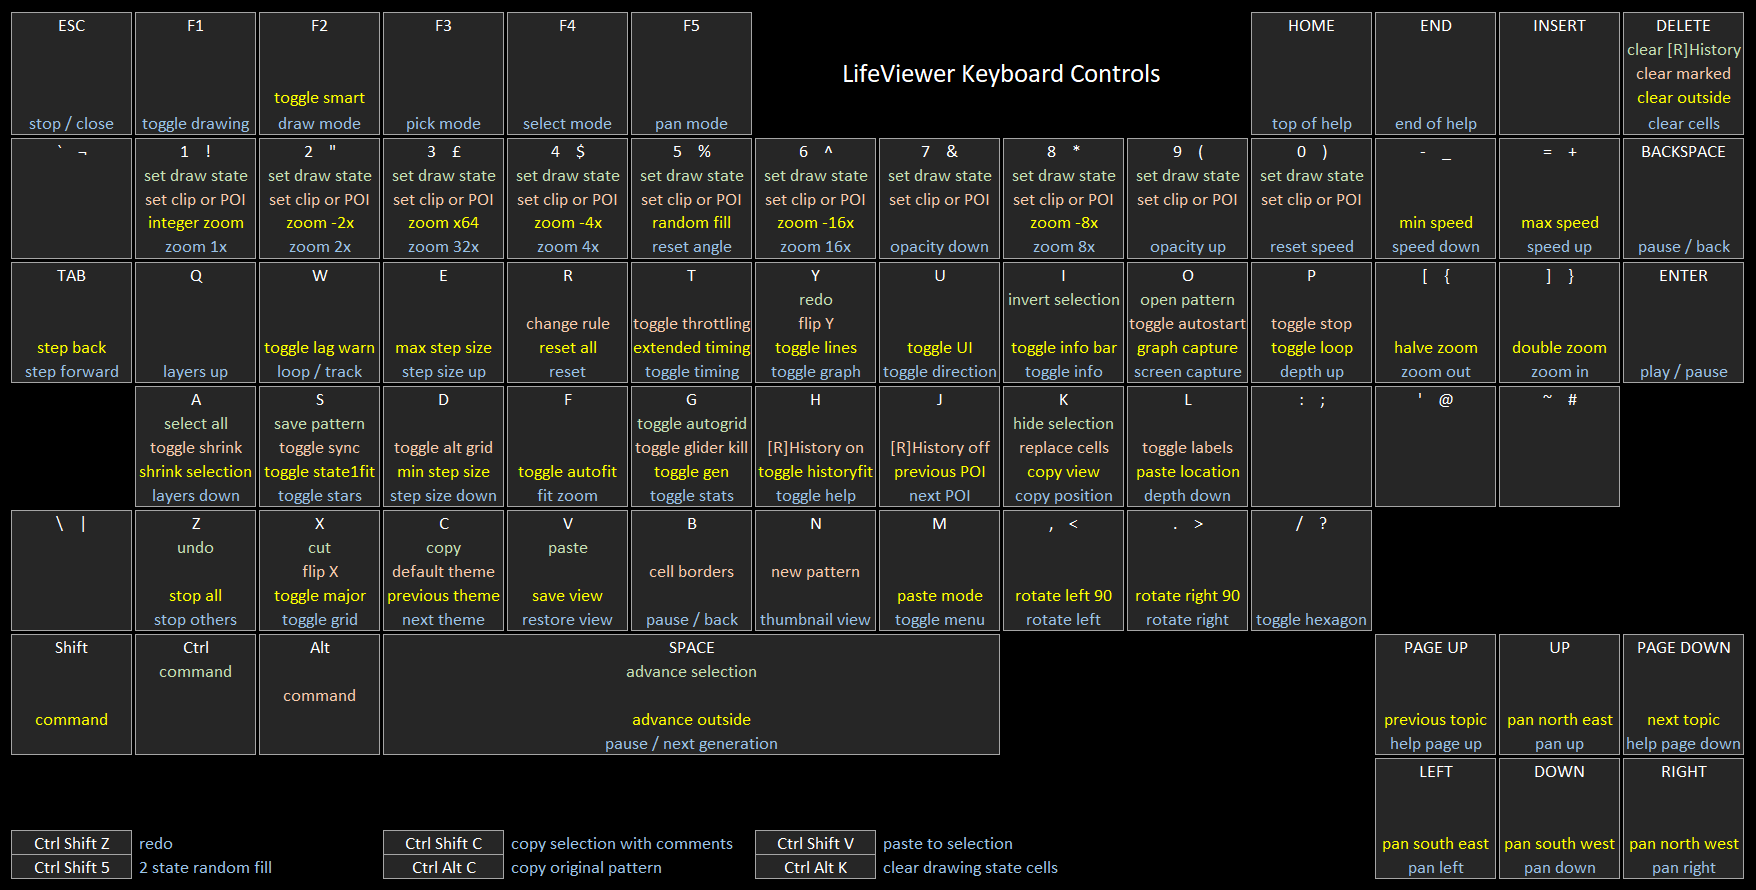 LifeViewer Keyboard Controls
ESC
stop / close
F1
toggle drawing
F2
toggle smart
draw mode
F3
pick mode
F4
select mode
F5
pan mode
HOME
top of help
END
end of help
INSERT
DELETE
clear [R]History
clear marked
clear outside
clear cells
` ¬
1 !
set draw state
set clip or POI
integer zoom
zoom 1x
2 "
set draw state
set clip or POI
zoom -2x
zoom 2x
3 £
set draw state
set clip or POI
zoom x64
zoom 32x
4 $
set draw state
set clip or POI
zoom -4x
zoom 4x
5 %
set draw state
set clip or POI
random fill
reset angle
6 ^
set draw state
set clip or POI
zoom -16x
zoom 16x
7 &
set draw state
set clip or POI
opacity down
8 *
set draw state
set clip or POI
zoom -8x
zoom 8x
9 (
set draw state
set clip or POI
opacity up
0 )
set draw state
set clip or POI
reset speed
- _
min speed
speed down
= +
max speed
speed up
BACKSPACE
pause / back
TAB
step back
step forward
Q
layers up
W
toggle lag warn
loop / track
E
max step size
step size up
R
change rule
reset all
reset
T
toggle throttling
extended timing
toggle timing
Y
redo
flip Y
toggle lines
toggle graph
U
toggle UI
toggle direction
I
invert selection
toggle info bar
toggle info
O
open pattern
toggle autostart
graph capture
screen capture
P
toggle stop
toggle loop
depth up
[ {
halve zoom
zoom out
] }
double zoom
zoom in
ENTER
play / pause
A
select all
toggle shrink
shrink selection
layers down
S
save pattern
toggle sync
toggle state1fit
toggle stars
D
toggle alt grid
min step size
step size down
F
toggle autofit
fit zoom
G
toggle autogrid
toggle glider kill
toggle gen
toggle stats
H
[R]History on
toggle historyfit
toggle help
J
[R]History off
previous POI
next POI
K
hide selection
replace cells
copy view
copy position
L
toggle labels
paste location
depth down
: ;
' @
~ #
\ |
Z
undo
stop all
stop others
X
cut
flip X
toggle major
toggle grid
C
copy
default theme
previous theme
next theme
V
paste
save view
restore view
B
cell borders
pause / back
N
new pattern
thumbnail view
M
paste mode
toggle menu
, <
rotate left 90
rotate left
. >
rotate right 90
rotate right
/ ?
toggle hexagon
Shift
command
Ctrl
command
Alt
command
SPACE
advance selection
advance outside
pause / next generation
PAGE UP
previous topic
help page up
UP
pan north east
pan up
PAGE DOWN
next topic
help page down
LEFT
pan south east
pan left
DOWN
pan south west
pan down
RIGHT
pan north west
pan right
Ctrl Shift Z redo
Ctrl Shift 5 2 state random fill
Ctrl Shift C copy selection with comments
Ctrl Alt C copy original pattern
Ctrl Shift V paste to selection
Ctrl Alt K clear drawing state cells